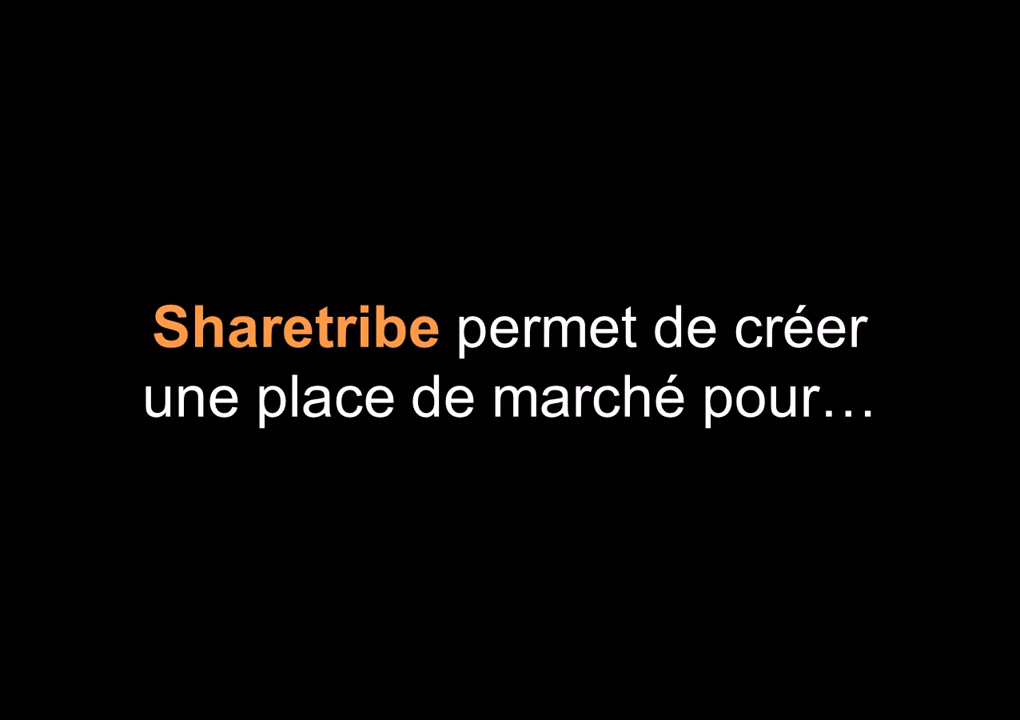 Sharetribe permet de créer
une place de marché pour…